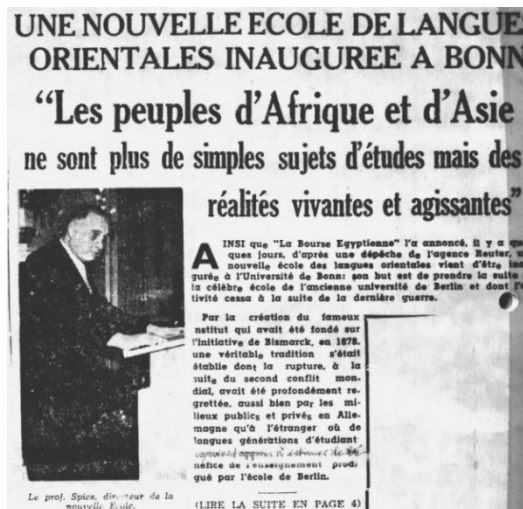 UNE NOUVELLE ECOLE DE LANGUE
ORIENTALES INAUGUREE A BONN
“Les peuples d’Afrique et d’Asie
ne sont plus de simples sujets d’études mais des
réalités vivantes et agissantes”
AINSI que "La Bourse Egyptienne" l'a annoncé, il y a
ques jours, d'après une dépêche de l'agence Reuter,
nouvelle école des langues orientales vient d'être
gurée à l'Université de Bonn: son but est de prendre la suite
la célèbre école de l'ancienne université de Berlin et dont
tivité cessa à la suite de la dernière guerre.
Par la création du fameux
nstitut qui avait été fondé sur
l'initiative de Bismarck, en 1878,
une véritable tradition s'était
établie dont la rupture, à la
suite du second conflit mon-
dial, avait été profondément re-
grettée, aussi bien par les mi-
lieux publics et privés en Alle-
magne qu'à l'étranger où de
longues générations d'étudiant
néfice de l'enseignement prodi
gué par l'école de Berlin.
(LIRE LA SUITE EN PAGE 4)
Le prof. Spies, directeur de la
nouvelle Ecole.